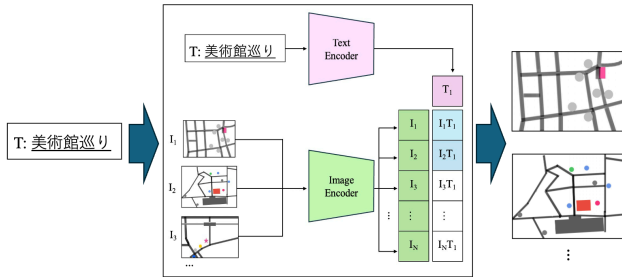 T: 美術館巡り
T: 美術館巡り
Text
Encoder
T1
I1
I2
I3
...
Image
Encoder
I1
I1T1
I2
I2T1
I3
I3T1
⋮
⋮
⋮
IN
INT1
⋮